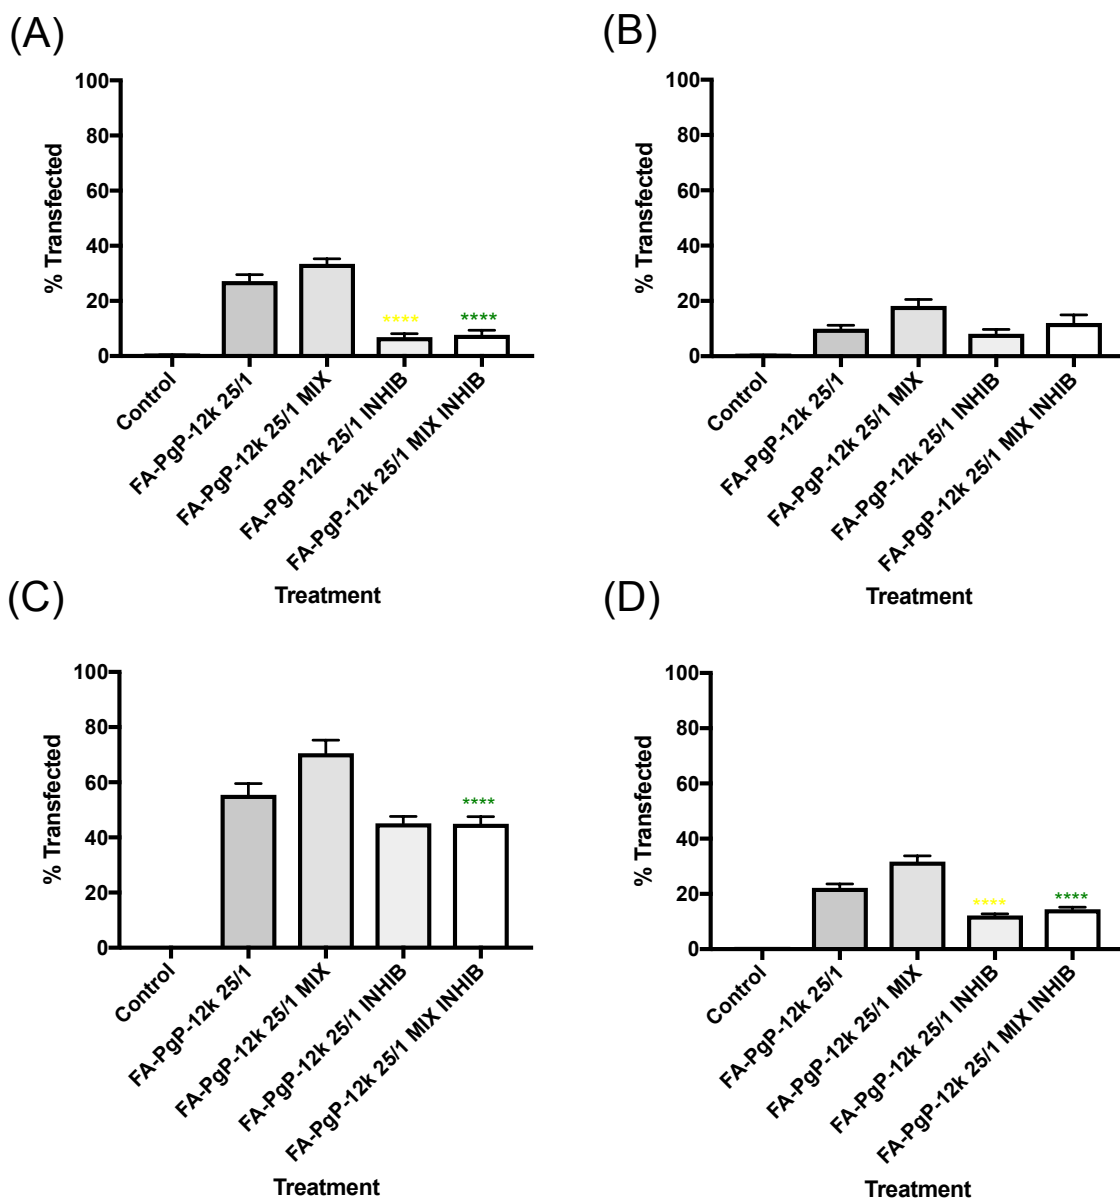 (A)
100
80
60
40
20
0
% Transfected
****
****
Control
FA-PgP-12k 25/1
FA-PgP-12k 25/1 MIX
FA-PgP-12k 25/1 INHIB
FA-PgP-12k 25/1 MIX INHIB
Treatment
(B)
100
80
60
40
20
0
% Transfected
Control
FA-PgP-12k 25/1
FA-PgP-12k 25/1 MIX
FA-PgP-12k 25/1 INHIB
FA-PgP-12k 25/1 MIX INHIB
Treatment
(C)
100
80
60
40
20
0
% Transfected
****
Control
FA-PgP-12k 25/1
FA-PgP-12k 25/1 MIX
FA-PgP-12k 25/1 INHIB
FA-PgP-12k 25/1 MIX INHIB
Treatment
(D)
100
80
60
40
20
0
% Transfected
****
****
Control
FA-PgP-12k 25/1
FA-PgP-12k 25/1 MIX
FA-PgP-12k 25/1 INHIB
FA-PgP-12k 25/1 MIX INHIB
Treatment